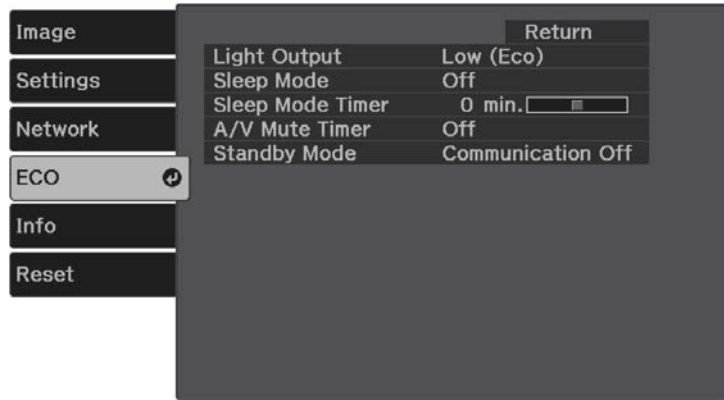 Image
Settings
Network
ECO
Info
Reset
Return
Light Output Low (Eco)
Sleep Mode Off
Sleep Mode Timer 0 min.
A/V Mute Timer Off
Standby Mode Communication Off